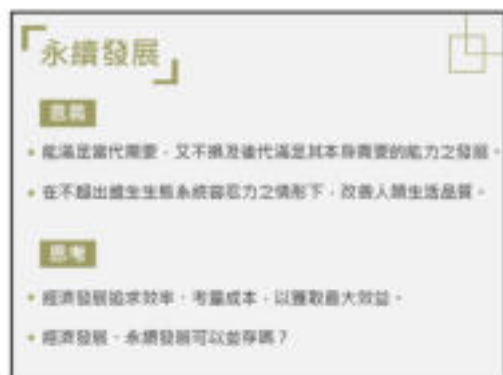 永續發展
意義
• 能滿足當代需要，又不損及後代滿足其本身需要的能力之發展。
• 在不超出維生生態系統容忍力之情形下，改善人類生活品質。
思考
• 經濟發展追求效率、考量成本，以獲取最大效益。
• 經濟發展、永續發展可以並存嗎？